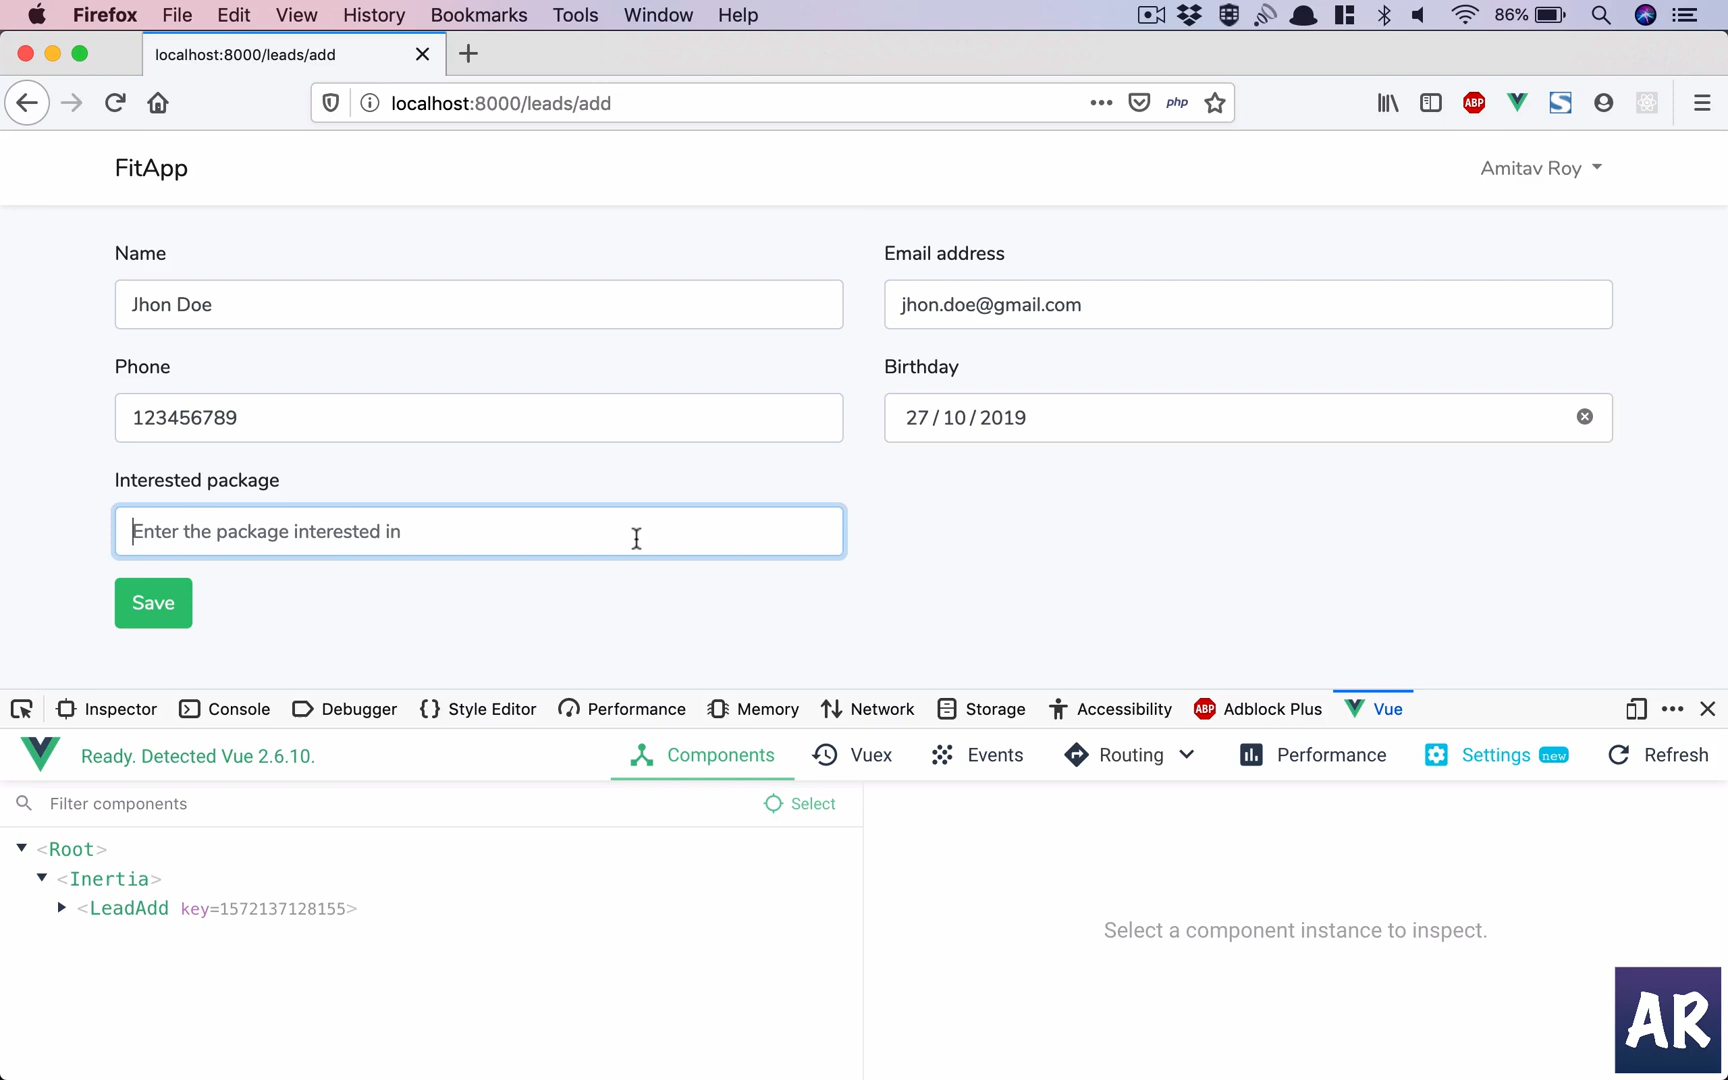 Firefox File Edit View History Bookmarks Tools Window Help 86%
localhost:8000/leads/add
localhost:8000/leads/add php ABP
FitApp Amitav Roy
Name Email address
Jhon Doe jhon.doe@gmail.com
Phone Birthday
123456789 27/10/2019
Interested package
Enter the package interested in
Save
Inspector Console Debugger Style Editor Performance Memory Network Storage Accessibility ABP Adblock Plus Vue
Ready. Detected Vue 2.6.10. Components Vuex Events Routing Performance Settings new Refresh
Filter components Select
<Root>
<Inertia>
<LeadAdd key=1572137128155>
Select a component instance to inspect.
AR